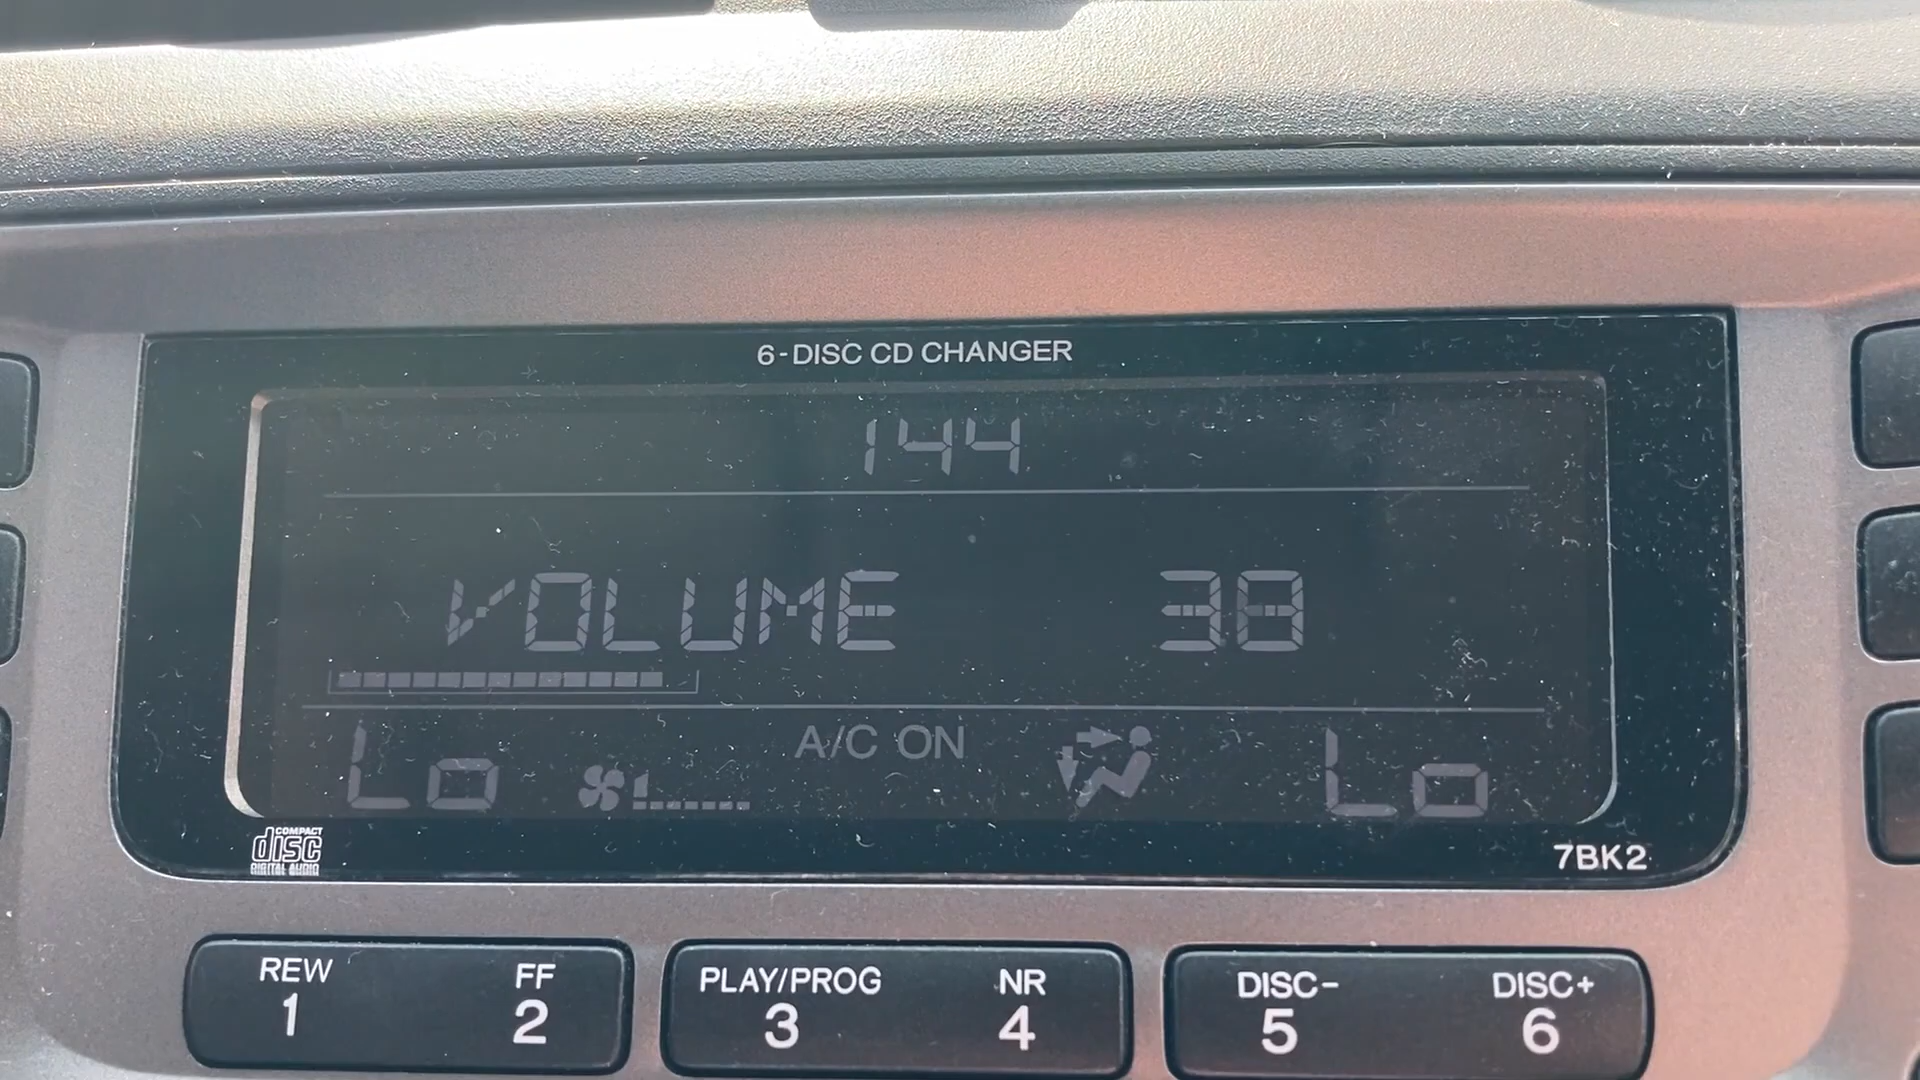 6-DISC CD CHANGER
144
VOLUME 38
A/C ON
Lo Lo
COMPACT
disc
DIGITAL AUDIO
7BK2
REW FF PLAY/PROG NR DISC- DISC+
1 2 3 4 5 6